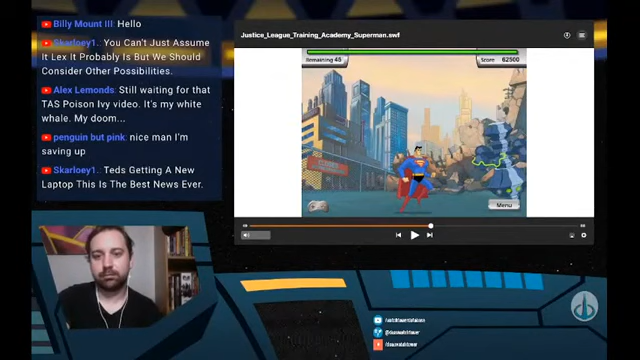 Billy Mount III: Hello
Skarloey1.: You Can't Just Assume
It Lex It Probably Is But We Should
Consider Other Possibilities.
Alex Lemonds: Still waiting for that
TAS Poison Ivy video. It's my white
whale. My doom...
penguin but pink: nice man I'm
saving up
Skarloey1.: Teds Getting A New
Laptop This Is The Best News Ever.
Justice_League_Training_Academy_Superman.swf
Remaining 48
Score 62500
Menu